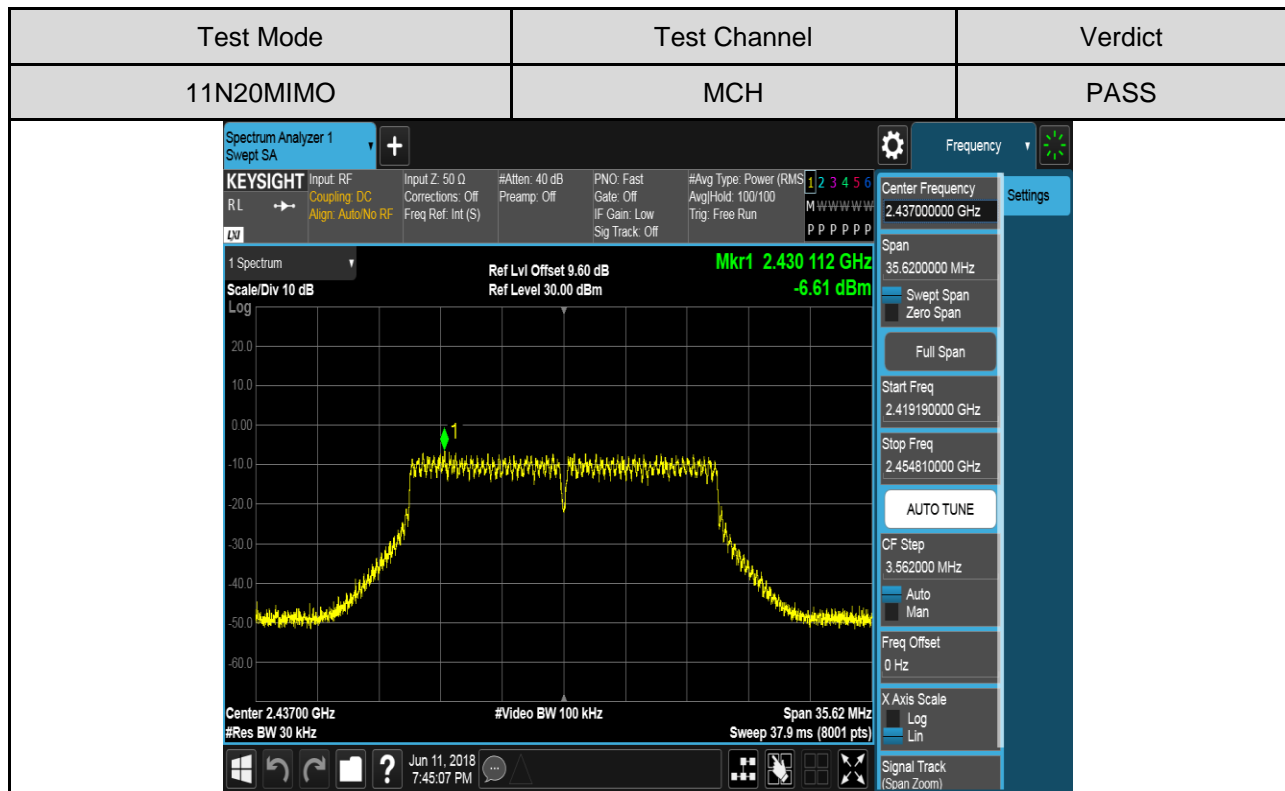 Test Mode Test Channel Verdict
11N20MIMO MCH PASS
Spectrum Analyzer 1
Swept SA
+
Frequency
KEYSIGHT
RL
LXI
Input: RF
Coupling: DC
Align: Auto/No RF
Input Z: 50 Ω
Corrections: Off
Freq Ref: Int (S)
#Atten: 40 dB
Preamp: Off
PNO: Fast
Gate: Off
IF Gain: Low
Sig Track: Off
#Avg Type: Power (RMS
Avg|Hold: 100/100
Trig: Free Run
1 2 3 4 5 6
M W W W W W
P P P P P P
1 Spectrum
Scale/Div 10 dB
Ref Lvl Offset 9.60 dB
Ref Level 30.00 dBm
Mkr1 2.430 112 GHz
-6.61 dBm
Log
20.0
10.0
0.00
-10.0
-20.0
-30.0
-40.0
-50.0
-60.0
1
Center 2.43700 GHz
#Res BW 30 kHz
#Video BW 100 kHz
Span 35.62 MHz
Sweep 37.9 ms (8001 pts)
?
Jun 11, 2018
7:45:07 PM
Center Frequency
2.437000000 GHz
Span
35.6200000 MHz
Swept Span
Zero Span
Full Span
Start Freq
2.419190000 GHz
Stop Freq
2.454810000 GHz
AUTO TUNE
CF Step
3.562000 MHz
Auto
Man
Freq Offset
0 Hz
X Axis Scale
Log
Lin
Signal Track
(Span Zoom)
Settings